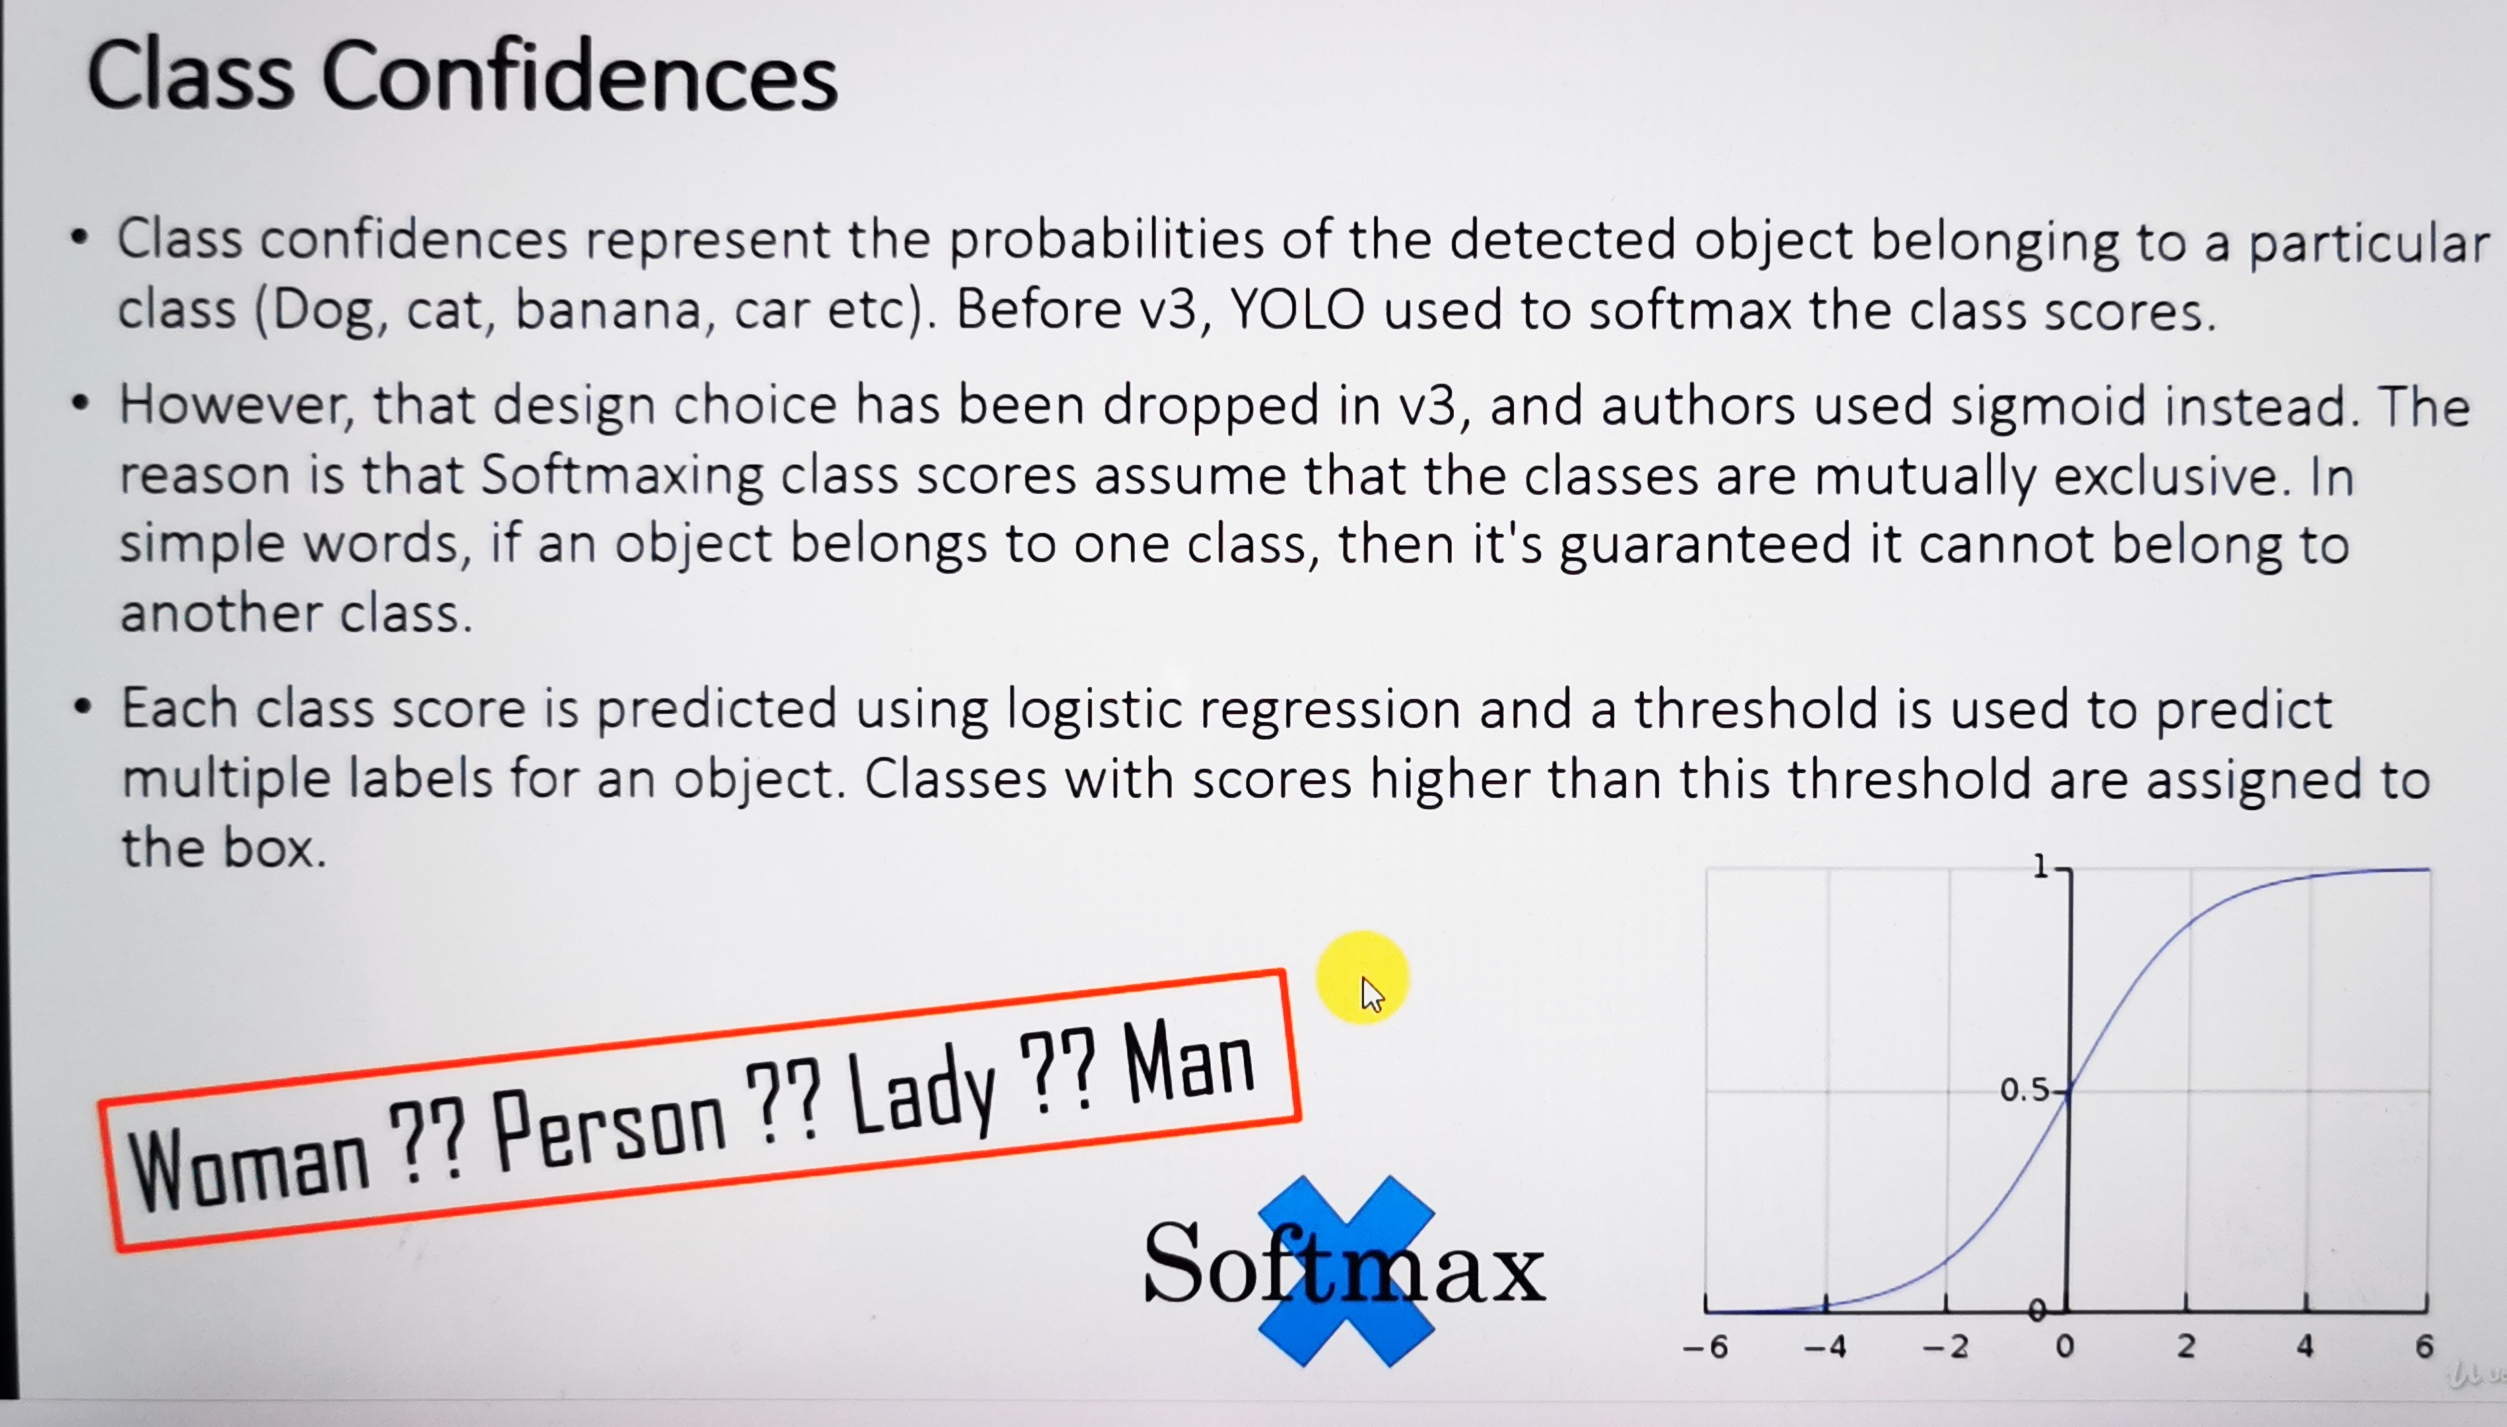 Class Confidences
• Class confidences represent the probabilities of the detected object belonging to a particular
class (Dog, cat, banana, car etc). Before v3, YOLO used to softmax the class scores.
• However, that design choice has been dropped in v3, and authors used sigmoid instead. The
reason is that Softmaxing class scores assume that the classes are mutually exclusive. In
simple words, if an object belongs to one class, then it's guaranteed it cannot belong to
another class.
• Each class score is predicted using logistic regression and a threshold is used to predict
multiple labels for an object. Classes with scores higher than this threshold are assigned to
the box.
Woman ?? Person ?? Lady ?? Man
Softmax
1
0.5
0
-6 -4 -2 0 2 4 6